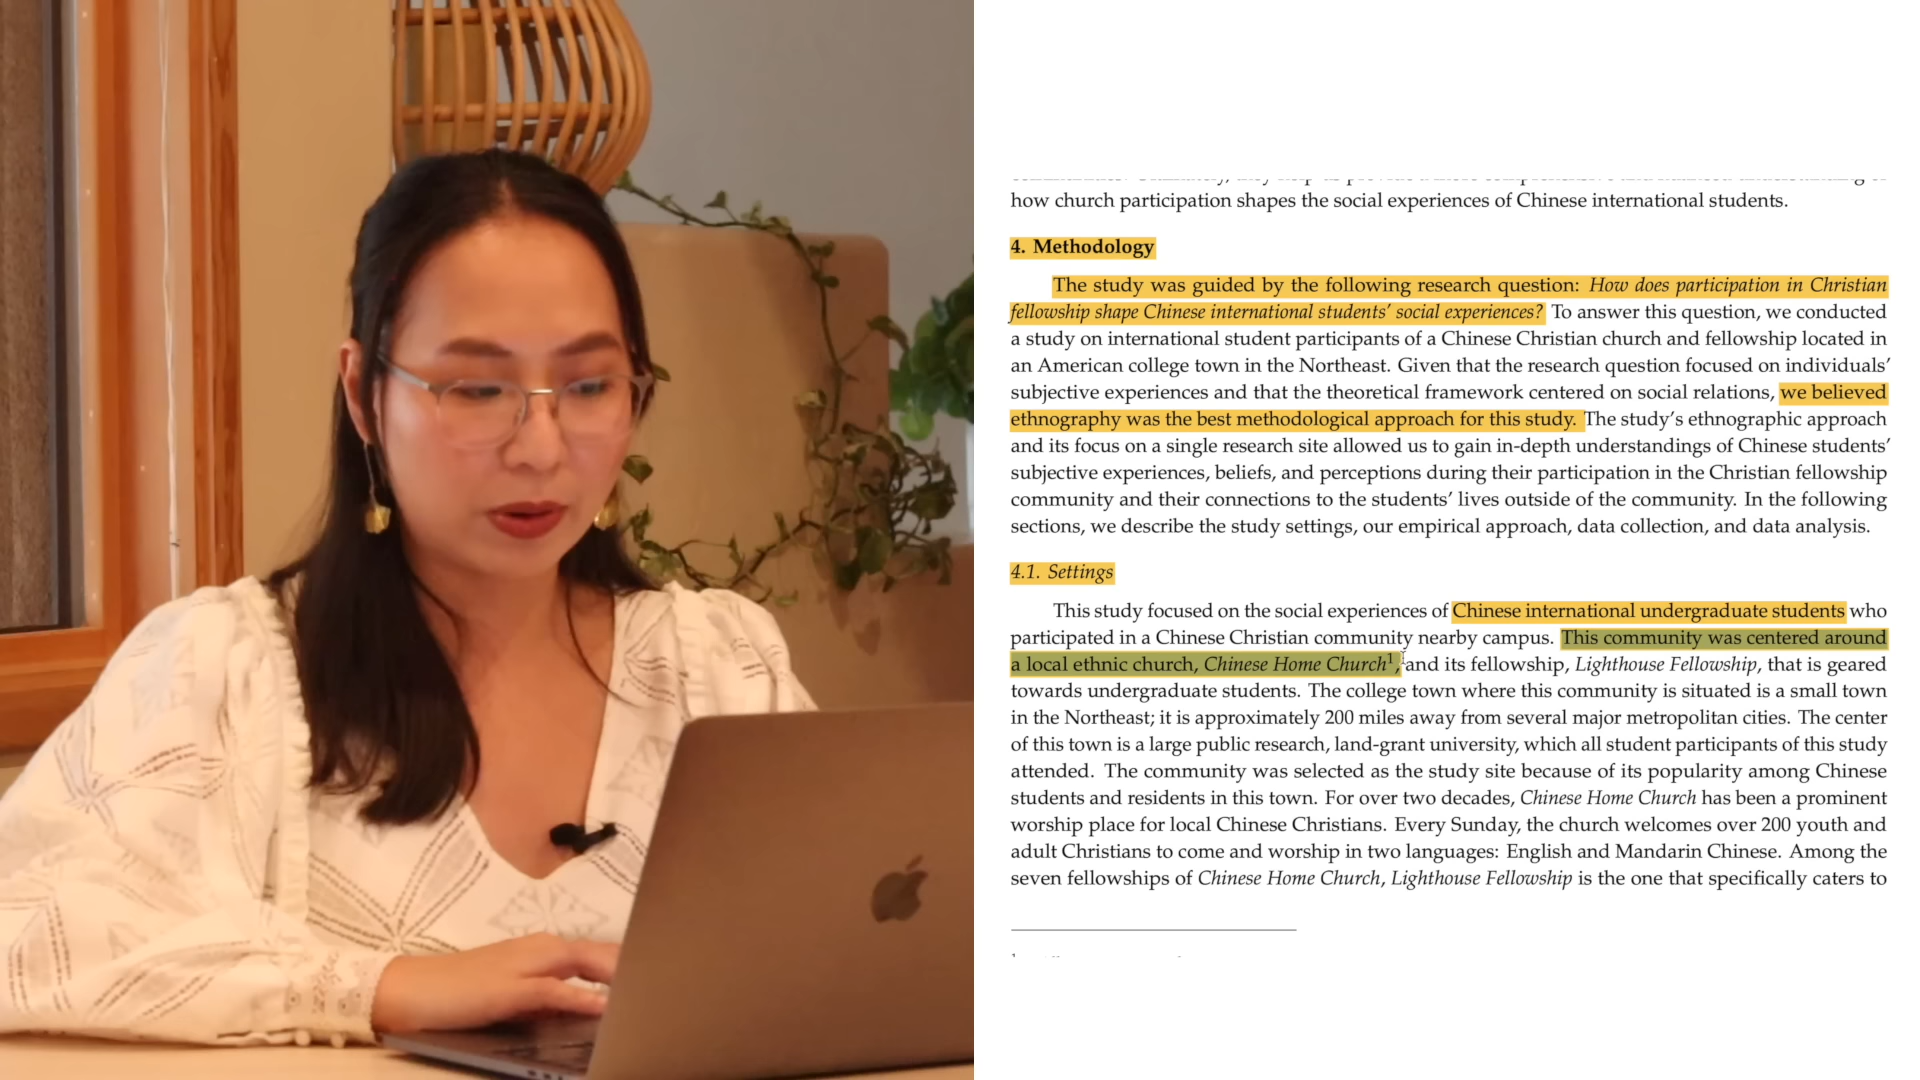 how church participation shapes the social experiences of Chinese international students.
4. Methodology
The study was guided by the following research question: How does participation in Christian
fellowship shape Chinese international students' social experiences? To answer this question, we conducted
a study on international student participants of a Chinese Christian church and fellowship located in
an American college town in the Northeast. Given that the research question focused on individuals'
subjective experiences and that the theoretical framework centered on social relations, we believed
ethnography was the best methodological approach for this study. The study's ethnographic approach
and its focus on a single research site allowed us to gain in-depth understandings of Chinese students'
subjective experiences, beliefs, and perceptions during their participation in the Christian fellowship
community and their connections to the students' lives outside of the community. In the following
sections, we describe the study settings, our empirical approach, data collection, and data analysis.
4.1. Settings
This study focused on the social experiences of Chinese international undergraduate students who
participated in a Chinese Christian community nearby campus. This community was centered around
a local ethnic church, Chinese Home Church¹, and its fellowship, Lighthouse Fellowship, that is geared
towards undergraduate students. The college town where this community is situated is a small town
in the Northeast; it is approximately 200 miles away from several major metropolitan cities. The center
of this town is a large public research, land-grant university, which all student participants of this study
attended. The community was selected as the study site because of its popularity among Chinese
students and residents in this town. For over two decades, Chinese Home Church has been a prominent
worship place for local Chinese Christians. Every Sunday, the church welcomes over 200 youth and
adult Christians to come and worship in two languages: English and Mandarin Chinese. Among the
seven fellowships of Chinese Home Church, Lighthouse Fellowship is the one that specifically caters to